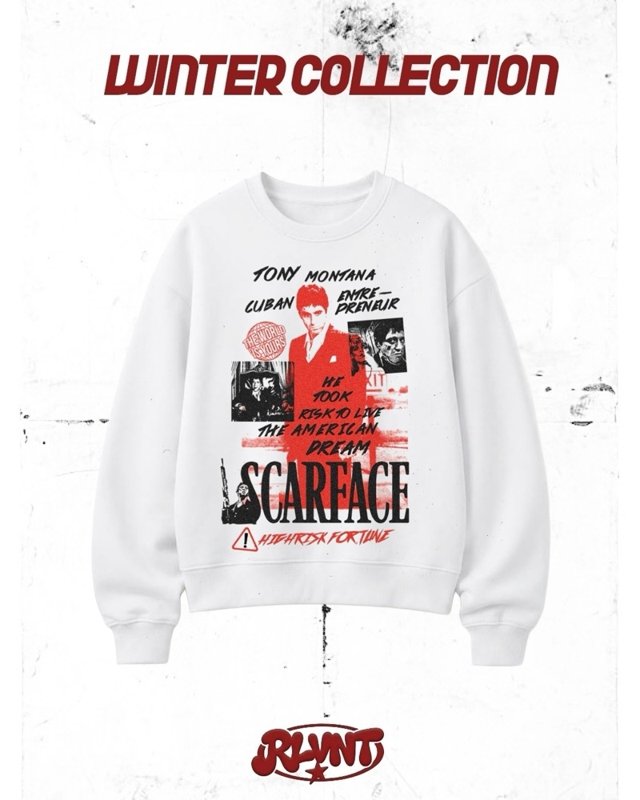 WINTER COLLECTION
TONY MONTANA
CUBAN ENTRE-
PRENEUR
THE WORLD
IS YOURS
EXIT
HE
TOOK
RISK TO LIVE
THE AMERICAN
DREAM
SCARFACE
! HIGHRISK FORTUNE
RLVNT